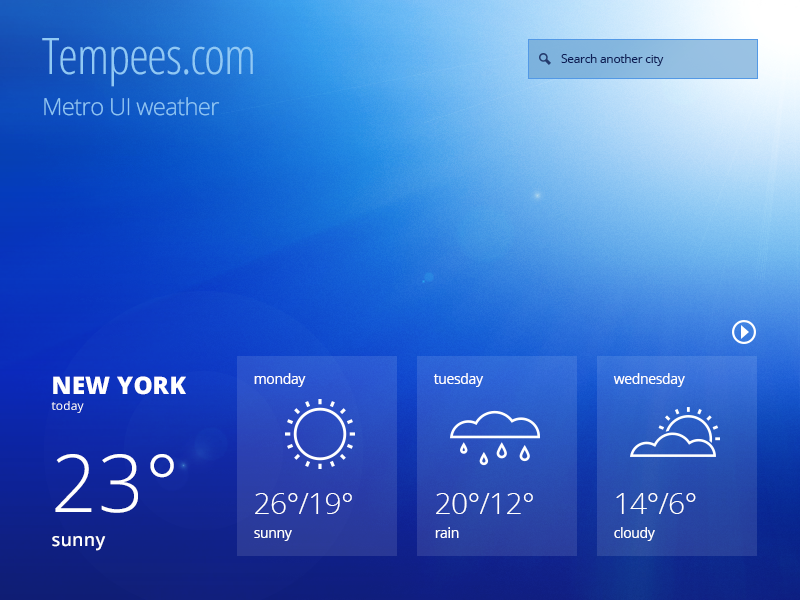 Tempees.com
Metro UI weather
Search another city
NEW YORK
today
23°
sunny
monday
26°/19°
sunny
tuesday
20°/12°
rain
wednesday
14°/6°
cloudy